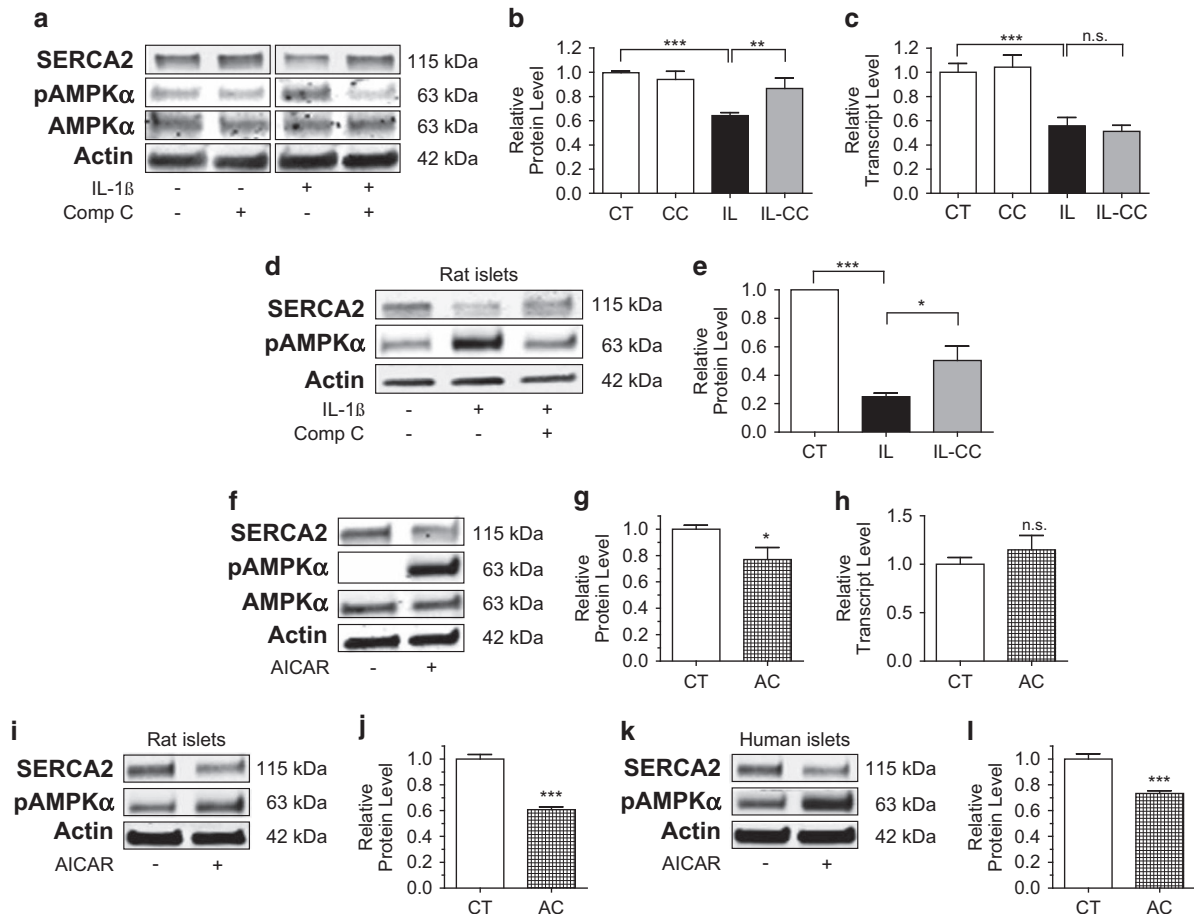 a
SERCA2 115 kDa
pAMPKα 63 kDa
AMPKα 63 kDa
Actin 42 kDa
IL-1ß - - + +
Comp C - + - +
b
Relative
Protein Level
1.2
1.0
0.8
0.6
0.4
0.2
0.0
*** **
CT CC IL IL-CC
c
Relative
Transcript Level
1.2
1.0
0.8
0.6
0.4
0.2
0.0
*** n.s.
CT CC IL IL-CC
d
Rat islets
SERCA2 115 kDa
pAMPKα 63 kDa
Actin 42 kDa
IL-1ß - + +
Comp C - - +
e
Relative
Protein Level
1.0
0.8
0.6
0.4
0.2
0.0
***
*
CT IL IL-CC
f
SERCA2 115 kDa
pAMPKα 63 kDa
AMPKα 63 kDa
Actin 42 kDa
AICAR - +
g
Relative
Protein Level
1.0
0.8
0.6
0.4
0.2
0.0
*
CT AC
h
Relative
Transcript Level
1.5
1.0
0.5
0.0
n.s.
CT AC
i
Rat islets
SERCA2 115 kDa
pAMPKα 63 kDa
Actin 42 kDa
AICAR - +
j
Relative
Protein Level
1.0
0.8
0.6
0.4
0.2
0.0
***
CT AC
k
Human islets
SERCA2 115 kDa
pAMPKα 63 kDa
Actin 42 kDa
AICAR - +
l
Relative
Protein Level
1.0
0.8
0.6
0.4
0.2
0.0
***
CT AC